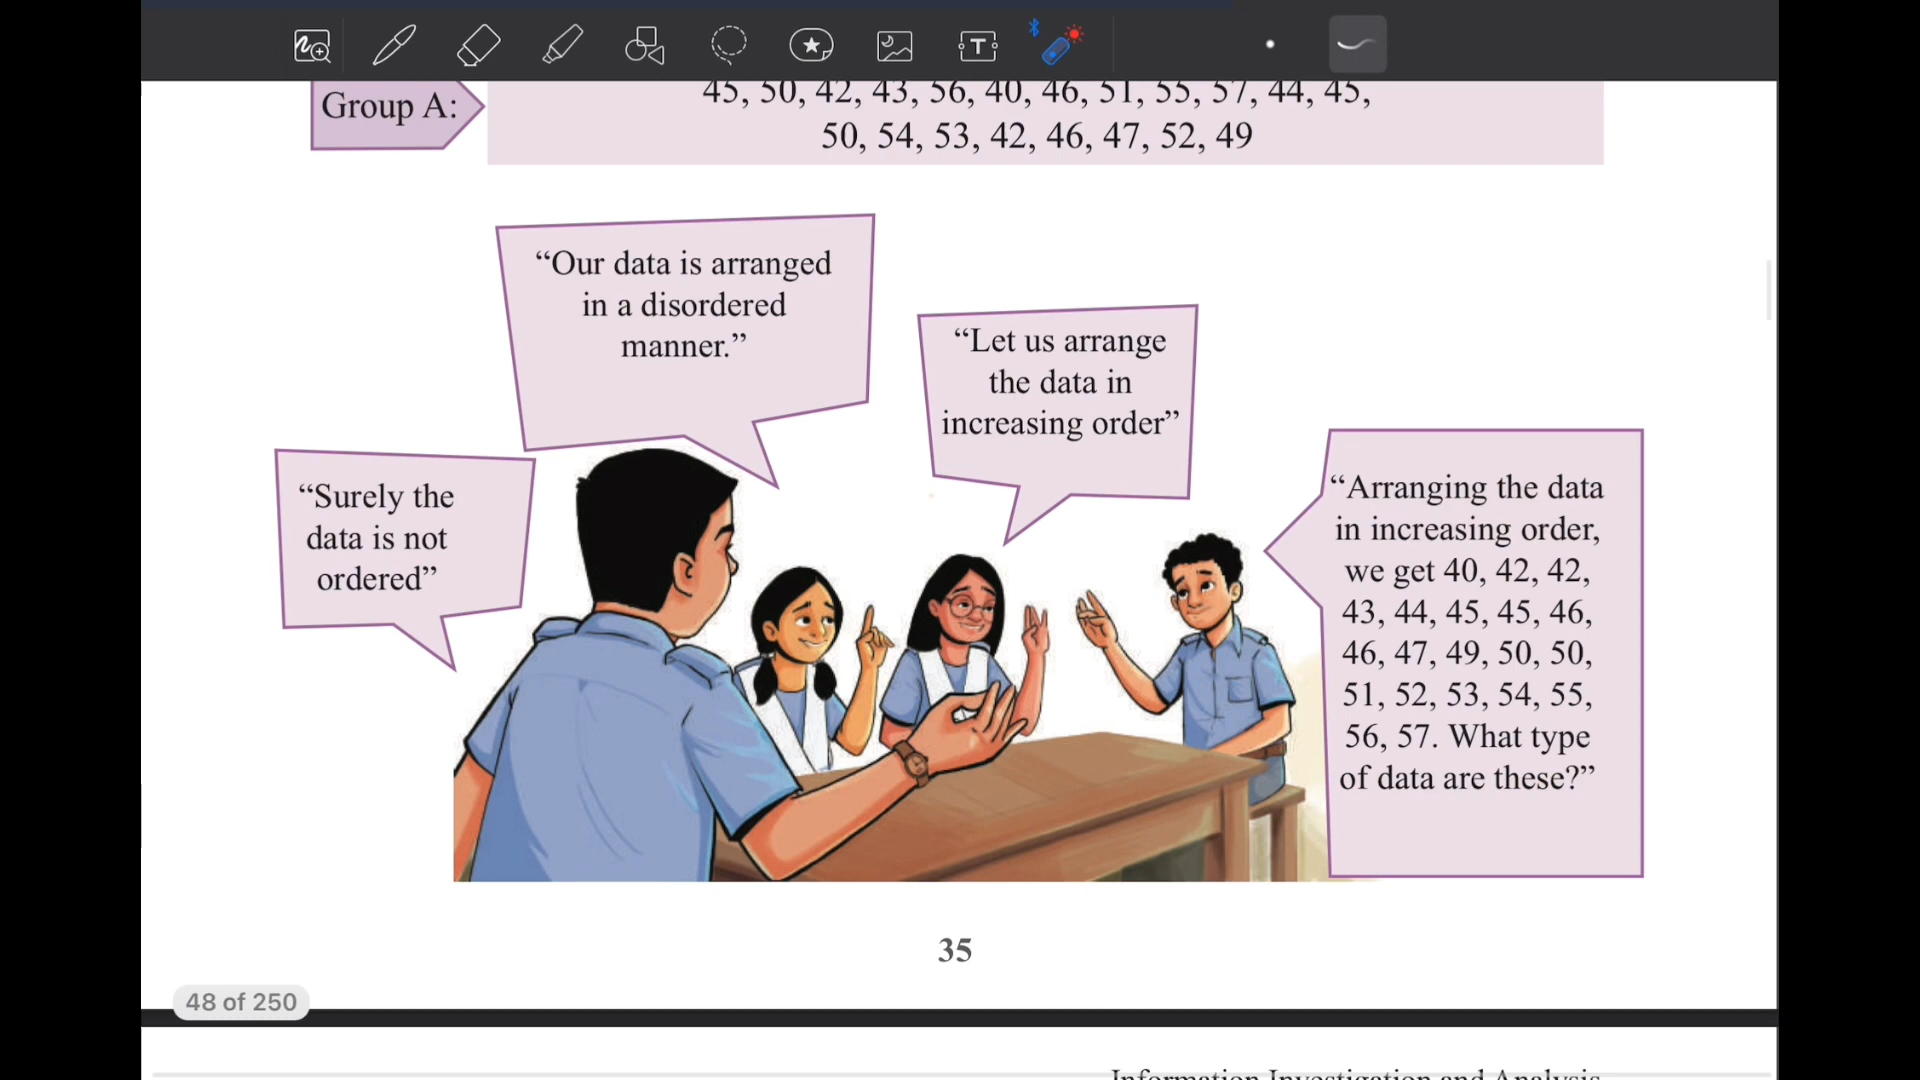 Group A:
45, 50, 42, 43, 56, 40, 46, 51, 55, 57, 44, 45,
50, 54, 53, 42, 46, 47, 52, 49
“Our data is arranged
in a disordered
manner.”
“Let us arrange
the data in
increasing order”
“Surely the
data is not
ordered”
“Arranging the data
in increasing order,
we get 40, 42, 42,
43, 44, 45, 45, 46,
46, 47, 49, 50, 50,
51, 52, 53, 54, 55,
56, 57. What type
of data are these?”
35
48 of 250
Information Investigation and Analysis